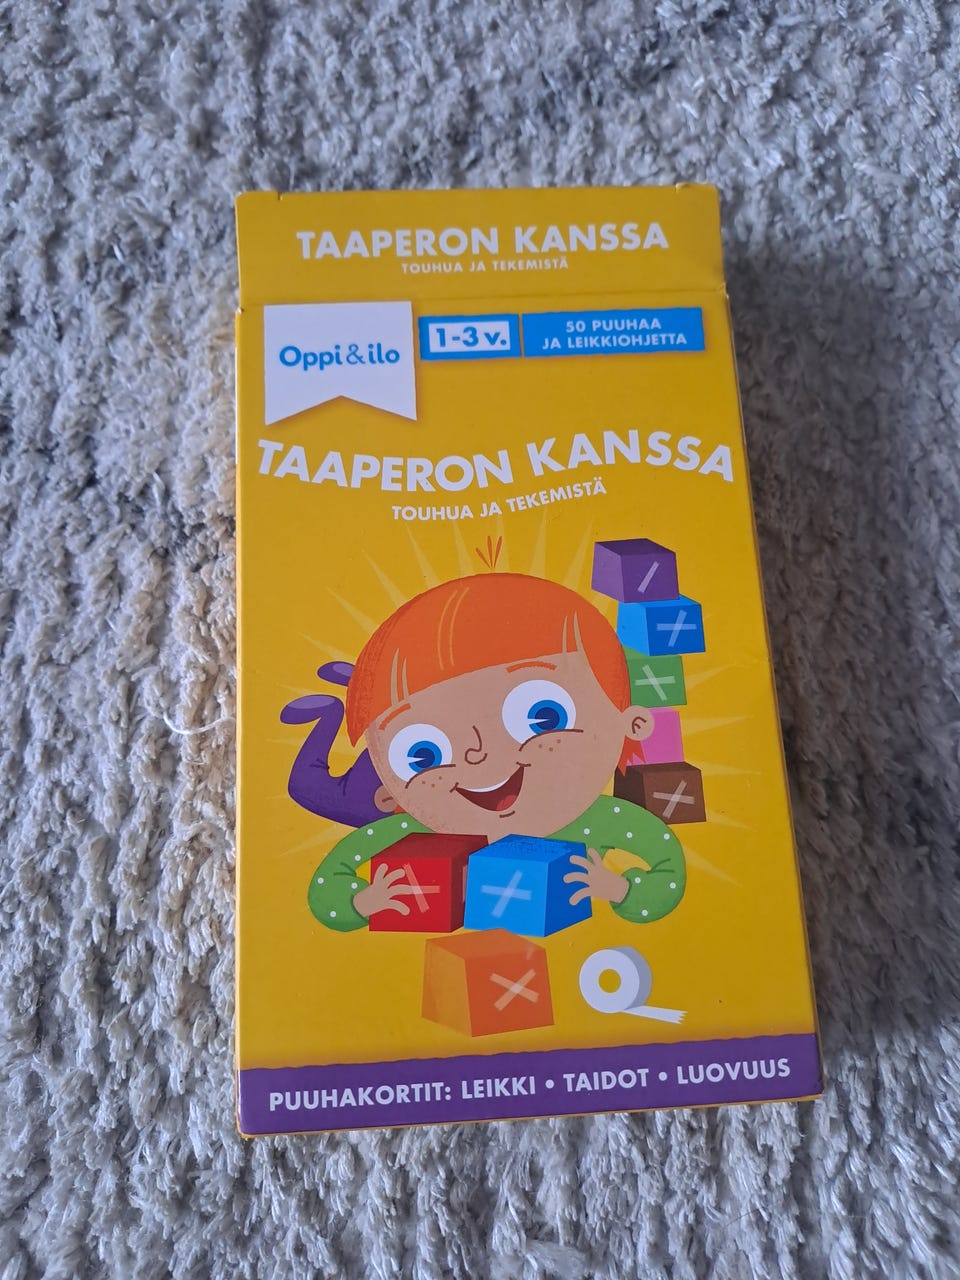 TAAPERON KANSSA
TOUHUA JA TEKEMISTÄ
Oppi&ilo
1-3 v.
50 PUUHAA
JA LEIKKIOHJETTA
TAAPERON KANSSA
TOUHUA JA TEKEMISTÄ
PUUHAKORTIT: LEIKKI • TAIDOT • LUOVUUS